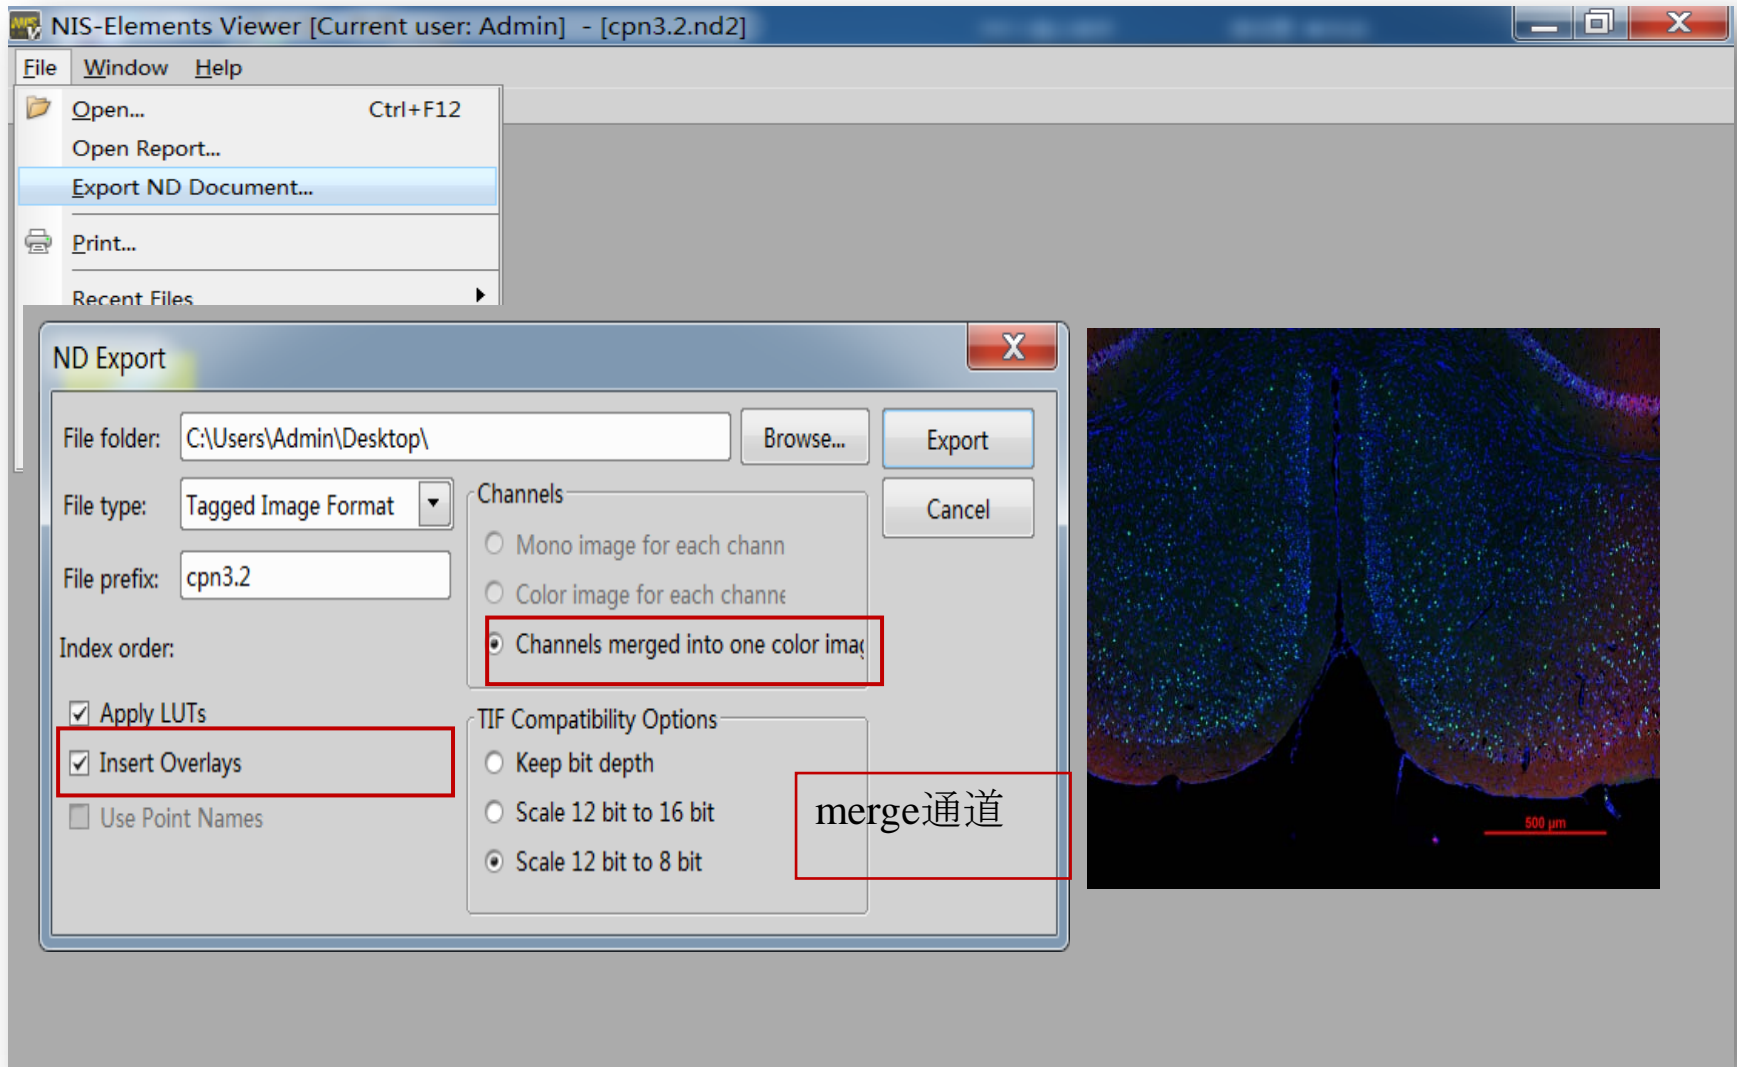 NIS-Elements Viewer [Current user: Admin] - [cpn3.2.nd2]
File Window Help
Open... Ctrl+F12
Open Report...
Export ND Document...
Print...
Recent Files
ND Export
File folder: C:\Users\Admin\Desktop\ Browse... Export
File type: Tagged Image Format
Cancel
File prefix: cpn3.2
Index order:
Apply LUTs
Insert Overlays
Use Point Names
Channels
Mono image for each chann
Color image for each channe
Channels merged into one color imag
TIF Compatibility Options
Keep bit depth
Scale 12 bit to 16 bit
Scale 12 bit to 8 bit
merge通道
500 µm